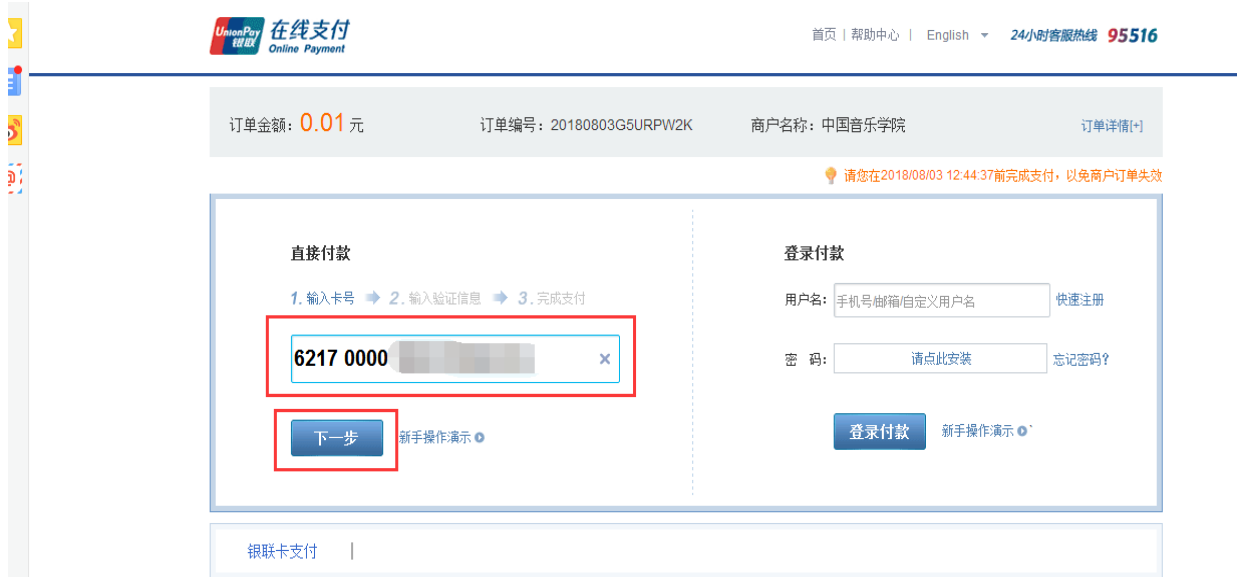 UnionPay 银联 在线支付 Online Payment
首页 | 帮助中心 | English 24小时客服热线 95516
订单金额：0.01元 订单编号：20180803G5URPW2K 商户名称：中国音乐学院 订单详情[+]
请您在2018/08/03 12:44:37前完成支付，以免商户订单失效
直接付款
1. 输入卡号 2. 输入验证信息 3. 完成支付
6217 0000 ×
下一步 新手操作演示
登录付款
用户名: 手机号/邮箱/自定义用户名 快速注册
密 码: 请点此安装 忘记密码?
登录付款 新手操作演示
银联卡支付 |